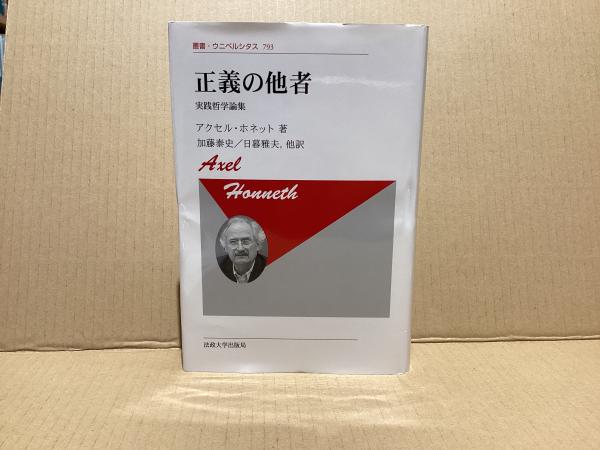 叢書・ウニベルシタス 793
正義の他者
実践哲学論集
アクセル・ホネット 著
加藤泰史／日暮雅夫, 他訳
Axel
Honneth
法政大学出版局